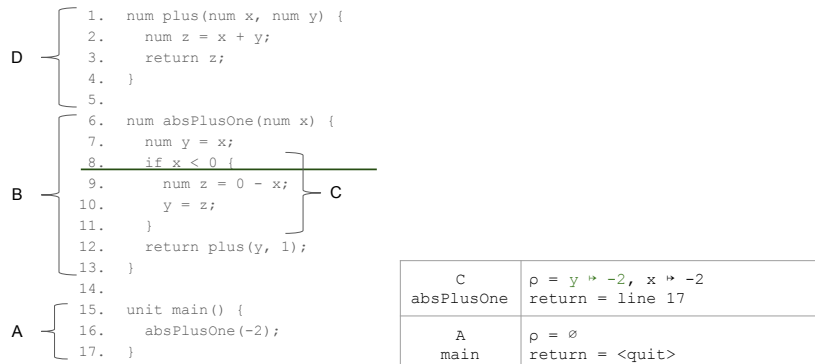 1. num plus(num x, num y) {
2. num z = x + y;
3. return z;
4. }
5.
6. num absPlusOne(num x) {
7. num y = x;
8. if x < 0 {
9. num z = 0 - x;
10. y = z;
11. }
12. return plus(y, 1);
13. }
14.
15. unit main() {
16. absPlusOne(-2);
17. }
D
B
C
A
C
absPlusOne
ρ = y ↦ -2, x ↦ -2
return = line 17
A
main
ρ = ∅
return = <quit>